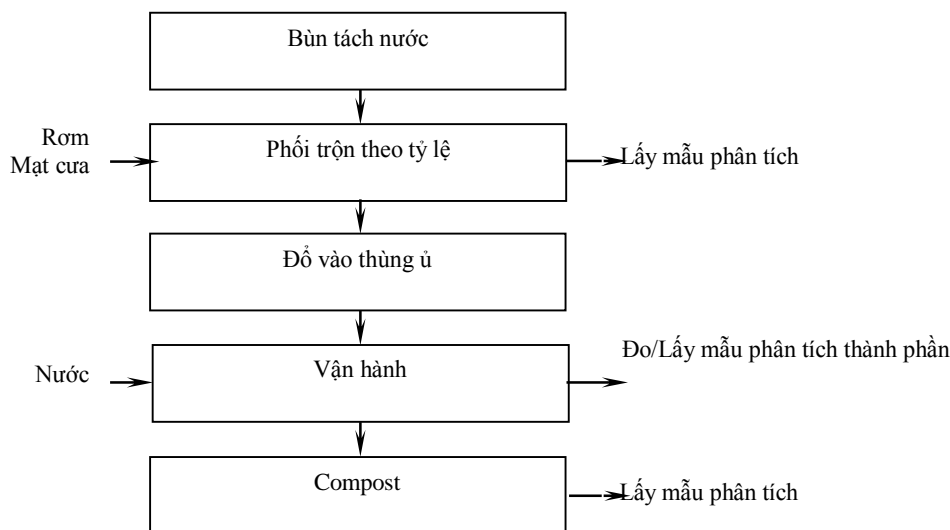 Bùn tách nước
Rơm
Mạt cưa
Phối trộn theo tỷ lệ
Lấy mẫu phân tích
Đổ vào thùng ủ
Đo/Lấy mẫu phân tích thành phần
Nước
Vận hành
Compost
Lấy mẫu phân tích